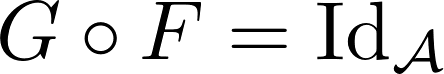 G ∘ F = Id_𝒜